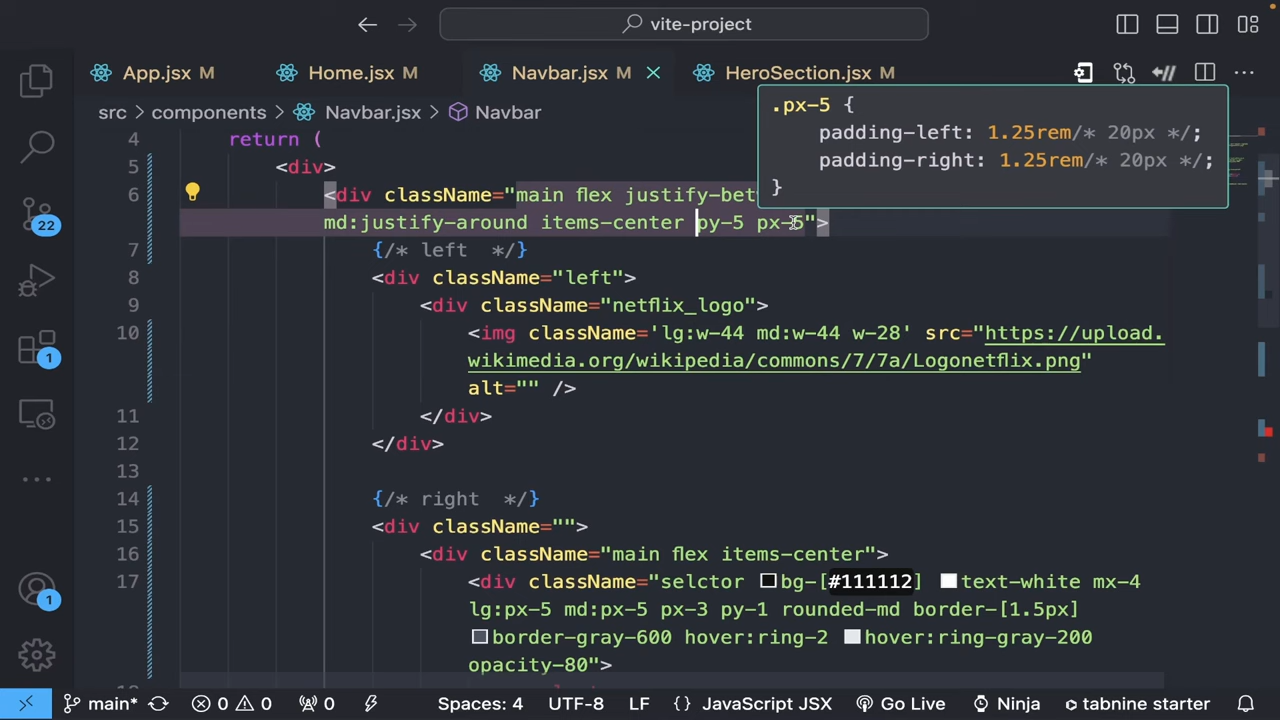 vite-project
App.jsx M
Home.jsx M
Navbar.jsx M
HeroSection.jsx M
src > components > Navbar.jsx > Navbar
.px-5 {
padding-left: 1.25rem/* 20px */;
padding-right: 1.25rem/* 20px */;
}
4 return (
5 <div>
6 <div className="main flex justify-bet
md:justify-around items-center py-5 px-5">
7 {/* left  */}
8 <div className="left">
9 <div className="netflix_logo">
10 <img className='lg:w-44 md:w-44 w-28' src="https://upload.
wikimedia.org/wikipedia/commons/7/7a/Logonetflix.png"
alt="" />
11 </div>
12 </div>
13
14 {/* right  */}
15 <div className="">
16 <div className="main flex items-center">
17 <div className="selctor bg-[#111112] text-white mx-4
lg:px-5 md:px-5 px-3 py-1 rounded-md border-[1.5px]
border-gray-600 hover:ring-2 hover:ring-gray-200
opacity-80">
22
1
1
main* 0 0 0 Spaces: 4 UTF-8 LF {} JavaScript JSX Go Live Ninja tabnine starter